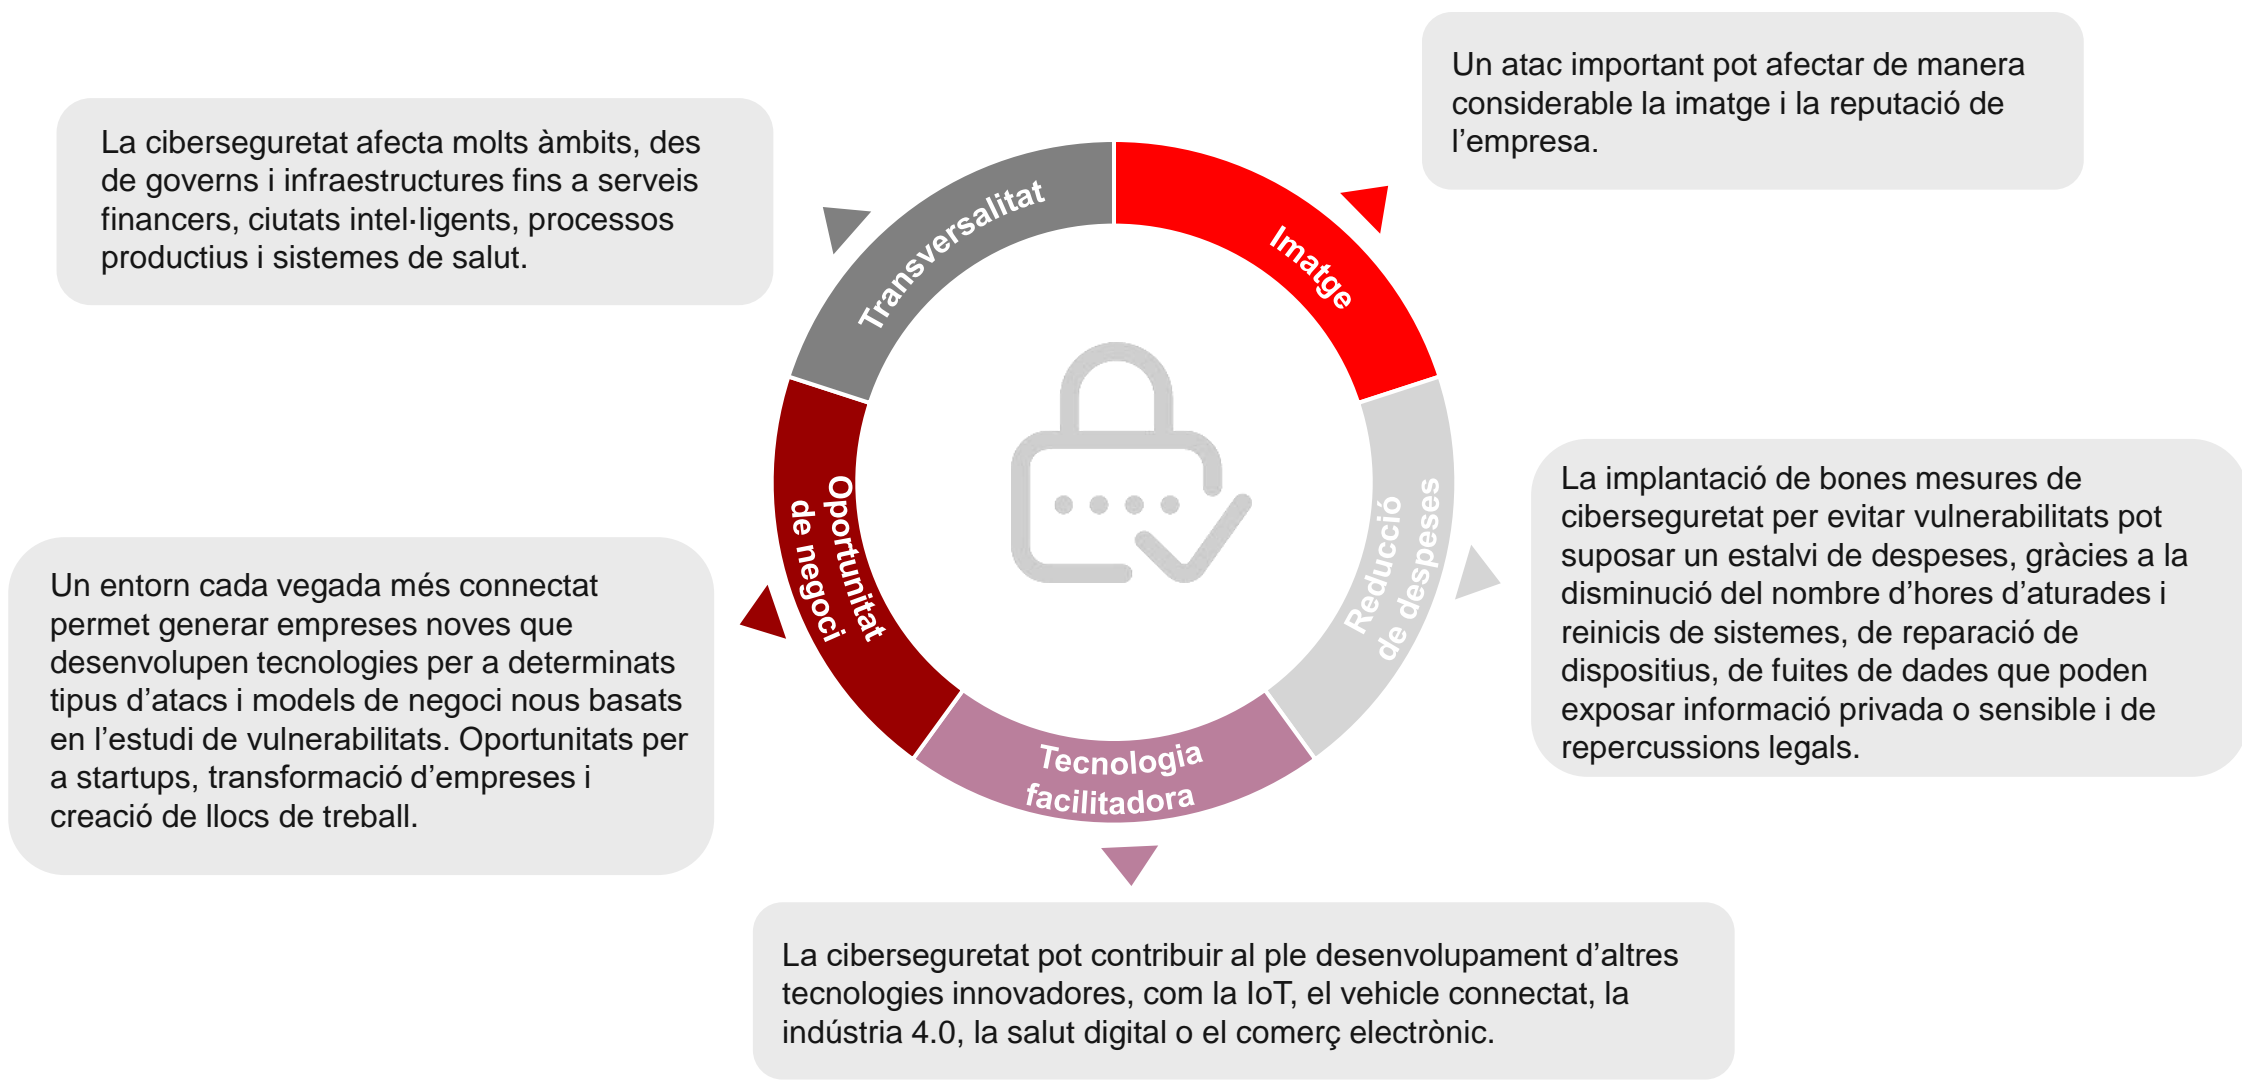 Un atac important pot afectar de manera
considerable la imatge i la reputació de
l’empresa.
La ciberseguretat afecta molts àmbits, des
de governs i infraestructures fins a serveis
financers, ciutats intel·ligents, processos
productius i sistemes de salut.
Transversalitat
Imatge
Oportunitat
de negoci
Reducció
de despeses
Tecnologia
facilitadora
La implantació de bones mesures de
ciberseguretat per evitar vulnerabilitats pot
suposar un estalvi de despeses, gràcies a la
disminució del nombre d’hores d’aturades i
reinicis de sistemes, de reparació de
dispositius, de fuites de dades que poden
exposar informació privada o sensible i de
repercussions legals.
Un entorn cada vegada més connectat
permet generar empreses noves que
desenvolupen tecnologies per a determinats
tipus d’atacs i models de negoci nous basats
en l’estudi de vulnerabilitats. Oportunitats per
a startups, transformació d’empreses i
creació de llocs de treball.
La ciberseguretat pot contribuir al ple desenvolupament d’altres
tecnologies innovadores, com la IoT, el vehicle connectat, la
indústria 4.0, la salut digital o el comerç electrònic.